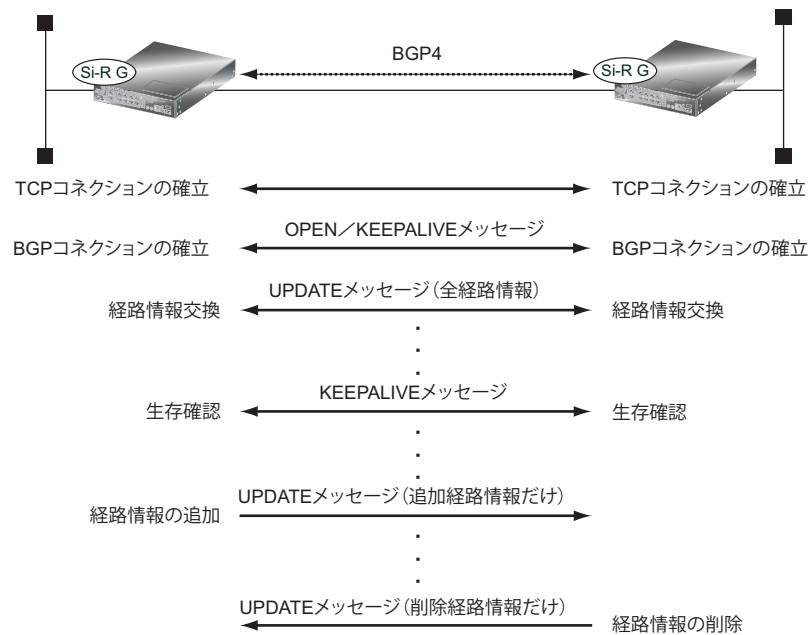 BGP4
Si-R G
Si-R G
TCPコネクションの確立
TCPコネクションの確立
OPEN／KEEPALIVEメッセージ
BGPコネクションの確立
BGPコネクションの確立
UPDATEメッセージ（全経路情報）
経路情報交換
経路情報交換
KEEPALIVEメッセージ
生存確認
生存確認
UPDATEメッセージ（追加経路情報だけ）
経路情報の追加
UPDATEメッセージ（削除経路情報だけ）
経路情報の削除